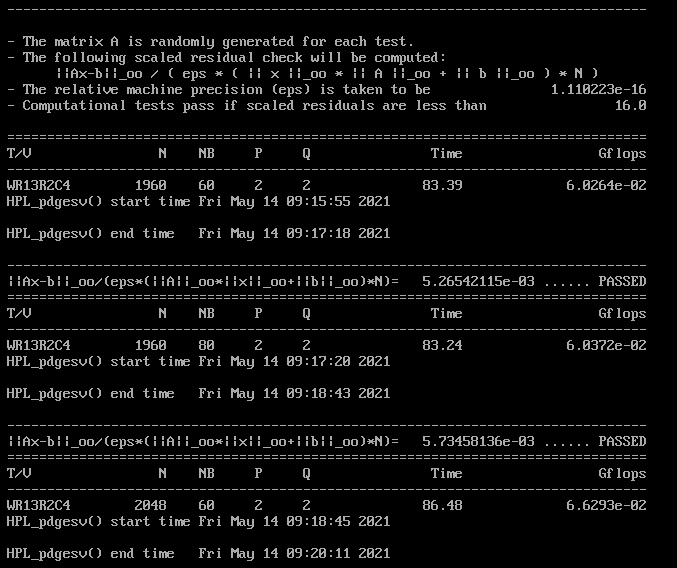 --------------------------------------------------------------------------------
- The matrix A is randomly generated for each test.
- The following scaled residual check will be computed:
      ||Ax-b||_oo / ( eps * ( || x ||_oo * || A ||_oo + || b ||_oo ) * N )
- The relative machine precision (eps) is taken to be               1.110223e-16
- Computational tests pass if scaled residuals are less than                16.0
================================================================================
T/V                N    NB     P     Q               Time                 Gflops
--------------------------------------------------------------------------------
WR13R2C4        1960    60     2     2              83.39             6.0264e-02
HPL_pdgesv() start time Fri May 14 09:15:55 2021
HPL_pdgesv() end time   Fri May 14 09:17:18 2021
--------------------------------------------------------------------------------
||Ax-b||_oo/(eps*(||A||_oo*||x||_oo+||b||_oo)*N)=   5.26542115e-03 ...... PASSED
================================================================================
T/V                N    NB     P     Q               Time                 Gflops
--------------------------------------------------------------------------------
WR13R2C4        1960    80     2     2              83.24             6.0372e-02
HPL_pdgesv() start time Fri May 14 09:17:20 2021
HPL_pdgesv() end time   Fri May 14 09:18:43 2021
--------------------------------------------------------------------------------
||Ax-b||_oo/(eps*(||A||_oo*||x||_oo+||b||_oo)*N)=   5.73458136e-03 ...... PASSED
================================================================================
T/V                N    NB     P     Q               Time                 Gflops
--------------------------------------------------------------------------------
WR13R2C4        2048    60     2     2              86.48             6.6293e-02
HPL_pdgesv() start time Fri May 14 09:18:45 2021
HPL_pdgesv() end time   Fri May 14 09:20:11 2021